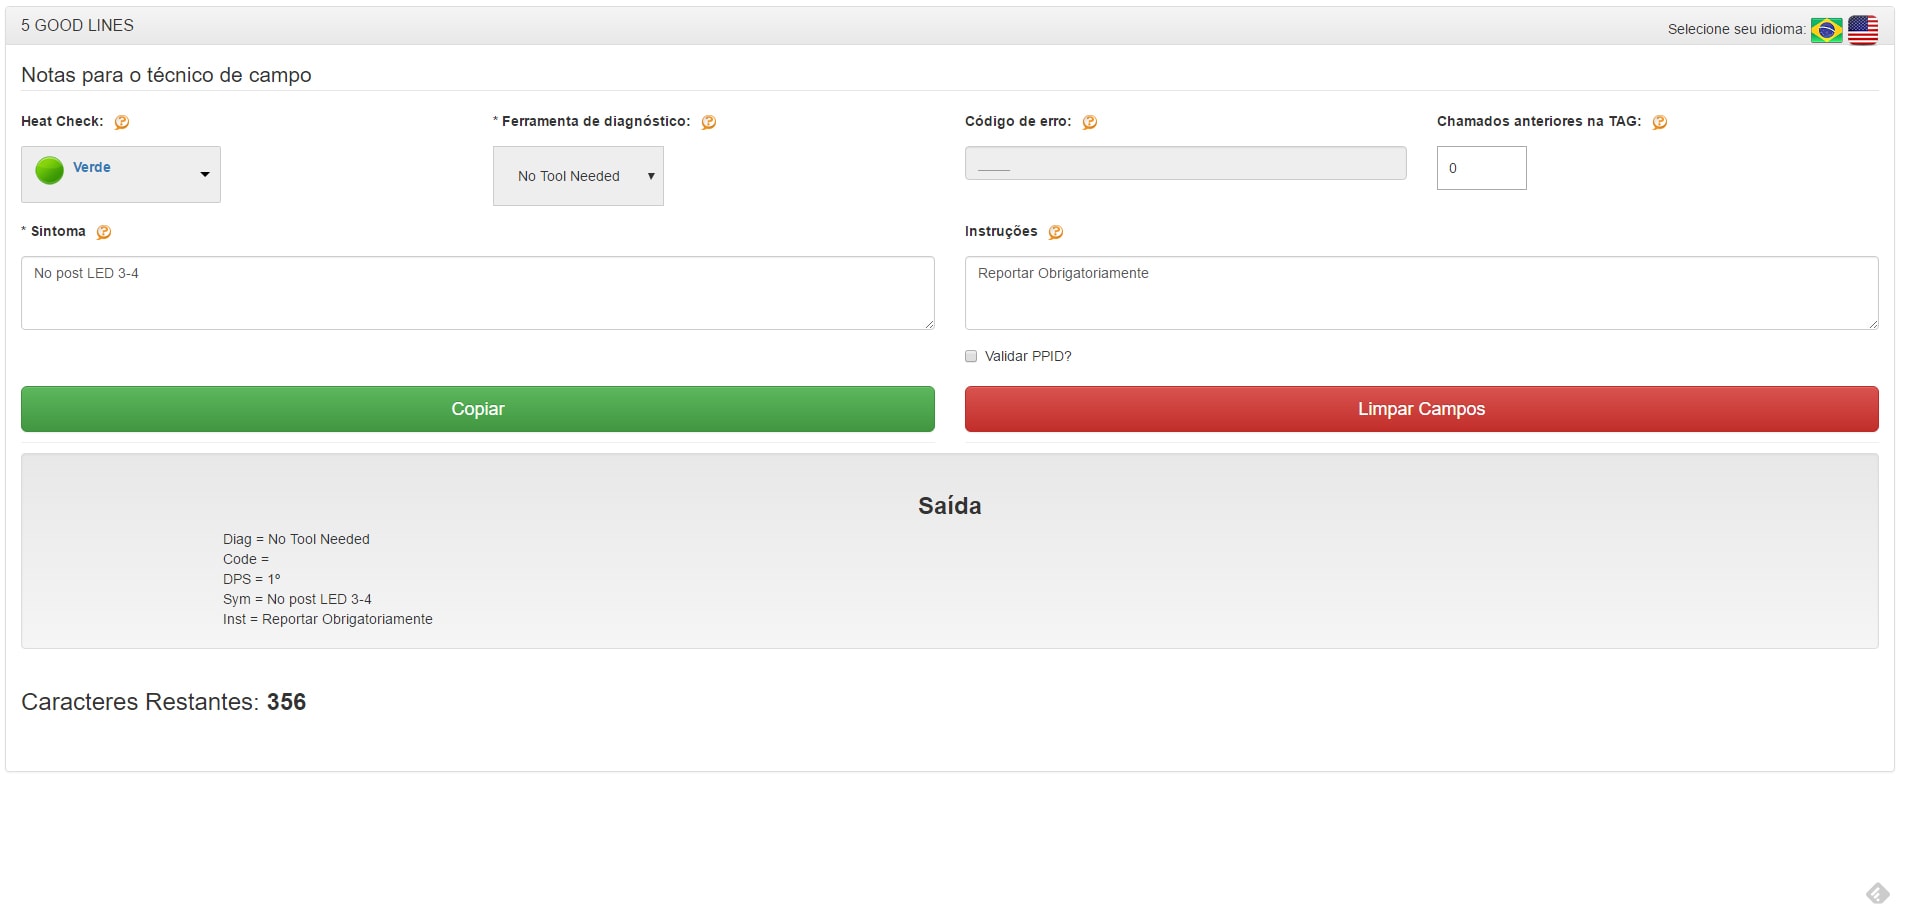 5 GOOD LINES
Selecione seu idioma:
Notas para o técnico de campo
Heat Check:
* Ferramenta de diagnóstico:
Código de erro:
Chamados anteriores na TAG:
Verde
No Tool Needed
____
0
* Sintoma
Instruções
No post LED 3-4
Reportar Obrigatoriamente
Validar PPID?
Copiar
Limpar Campos
Saída
Diag = No Tool Needed
Code =
DPS = 1º
Sym = No post LED 3-4
Inst = Reportar Obrigatoriamente
Caracteres Restantes: 356